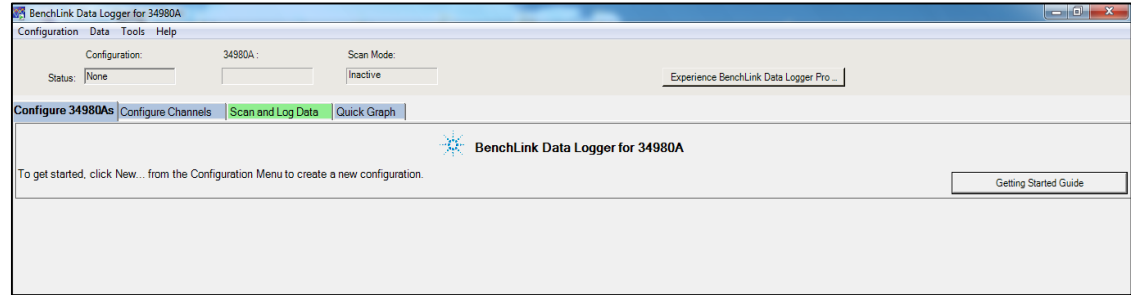 BenchLink Data Logger for 34980A
Configuration Data Tools Help
Configuration: 34980A : Scan Mode:
Status: None Inactive Experience BenchLink Data Logger Pro ...
Configure 34980As Configure Channels Scan and Log Data Quick Graph
BenchLink Data Logger for 34980A
To get started, click New... from the Configuration Menu to create a new configuration.
Getting Started Guide